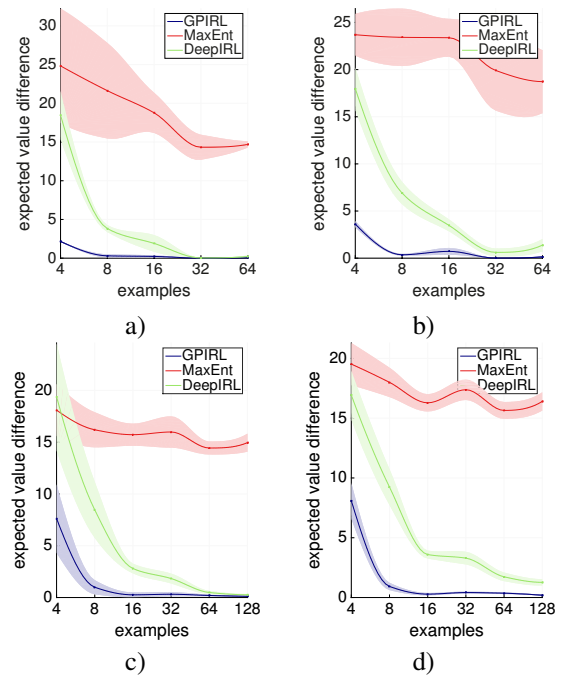 GPIRL
MaxEnt
DeepIRL
expected value difference
30
25
20
15
10
5
0
4 8 16 32 64
examples
a)
GPIRL
MaxEnt
DeepIRL
expected value difference
25
20
15
10
5
0
4 8 16 32 64
examples
b)
GPIRL
MaxEnt
DeepIRL
expected value difference
20
15
10
5
0
4 8 16 32 64 128
examples
c)
GPIRL
MaxEnt
DeepIRL
expected value difference
20
15
10
5
0
4 8 16 32 64 128
examples
d)